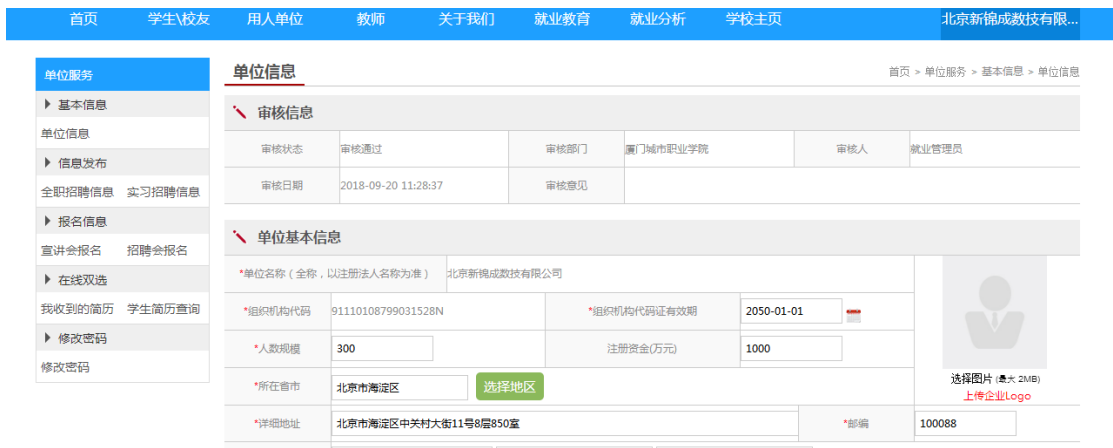 首页 学生\校友 用人单位 教师 关于我们 就业教育 就业分析 学校主页 北京新锦成数技有限...
单位服务
基本信息
单位信息
信息发布
全职招聘信息 实习招聘信息
报名信息
宣讲会报名 招聘会报名
在线双选
我收到的简历 学生简历查询
修改密码
修改密码
单位信息 首页 > 单位服务 > 基本信息 > 单位信息
审核信息
审核状态 审核通过 审核部门 厦门城市职业学院 审核人 就业管理员
审核日期 2018-09-20 11:28:37 审核意见
单位基本信息
*单位名称（全称，以注册法人名称为准） 北京新锦成数技有限公司
*组织机构代码 91110108799031528N *组织机构代码证有效期 2050-01-01
*人数规模 300 注册资金(万元) 1000
*所在省市 北京市海淀区 选择地区
选择图片 (最大 2MB)
上传企业Logo
*详细地址 北京市海淀区中关村大街11号8层850室 *邮编 100088